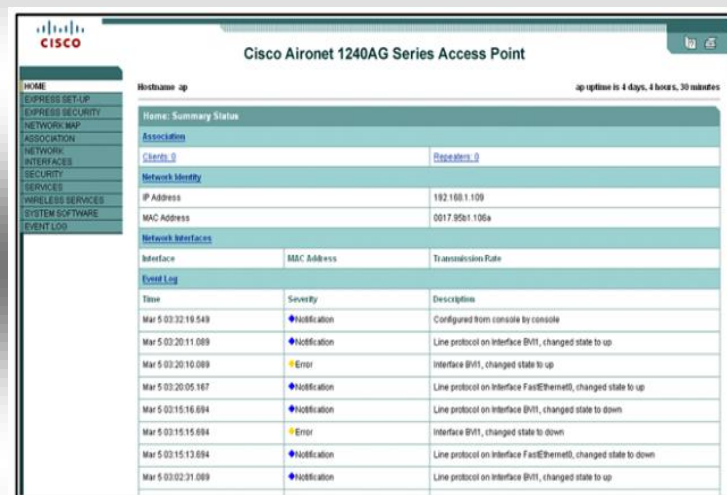 CISCO
Cisco Aironet 1240AG Series Access Point
HOME
EXPRESS SET-UP
EXPRESS SECURITY
NETWORK MAP
ASSOCIATION
NETWORK
INTERFACES
SECURITY
SERVICES
WIRELESS SERVICES
SYSTEM SOFTWARE
EVENT LOG
Hostname ap ap uptime is 4 days, 4 hours, 30 minutes
Home: Summary Status
Association
Clients: 0 Repeaters: 0
Network Identity
IP Address 192.168.1.109
MAC Address 0017.95b1.106a
Network Interfaces
Interface MAC Address Transmission Rate
Event Log
Time Severity Description
Mar 5 03:32:19.549 Notification Configured from console by console
Mar 5 03:20:11.089 Notification Line protocol on Interface BVI1, changed state to up
Mar 5 03:20:10.089 Error Interface BVI1, changed state to up
Mar 5 03:20:05.167 Notification Line protocol on Interface FastEthernet0, changed state to up
Mar 5 03:15:16.694 Notification Line protocol on Interface BVI1, changed state to down
Mar 5 03:15:15.694 Error Interface BVI1, changed state to down
Mar 5 03:15:13.694 Notification Line protocol on Interface FastEthernet0, changed state to down
Mar 5 03:02:31.089 Notification Line protocol on Interface BVI1, changed state to up